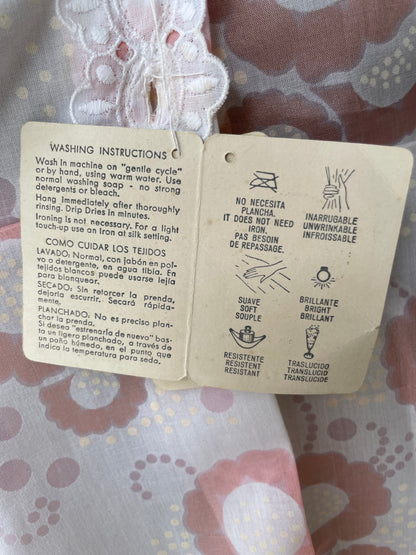 WASHING INSTRUCTIONS
Wash in machine on "gentle cycle"
or by hand, using warm water. Use
normal washing soap - no strong
detergents or bleach.
Hang immediately after thorough
rinsing. Drip Dries in minutes.
Ironing is not necessary. For a light
touch-up use an Iron at silk setting.
COMO CUIDAR LOS TEJIDOS
LAVADO: Normal, con jabón en pol-
vo o detergente, en agua tibia. En
tejidos blancos puede usarse lejía
para blanquear.
SECADO: Sin retorcer la prenda,
dejarla escurrir. Secará rápida-
mente.
PLANCHADO. No es preciso plan-
char la prenda.
Si desea "estrenarla de nuevo" bas-
ta un ligero planchado, a través de
un paño húmedo, en el punto que
indica la temperatura para seda.
NO NECESITA
PLANCHA.
IT DOES NOT NEED
IRON.
PAS BESOIN
DE REPASSAGE.
INARRUGABLE
UNWRINKABLE
INFROISSABLE
SUAVE
SOFT
SOUPLE
BRILLANTE
BRIGHT
BRILLANT
RESISTENTE
RESISTENT
RESISTANT
TRASLUCIDO
TRANSLUCID
TRANSLUCIDE